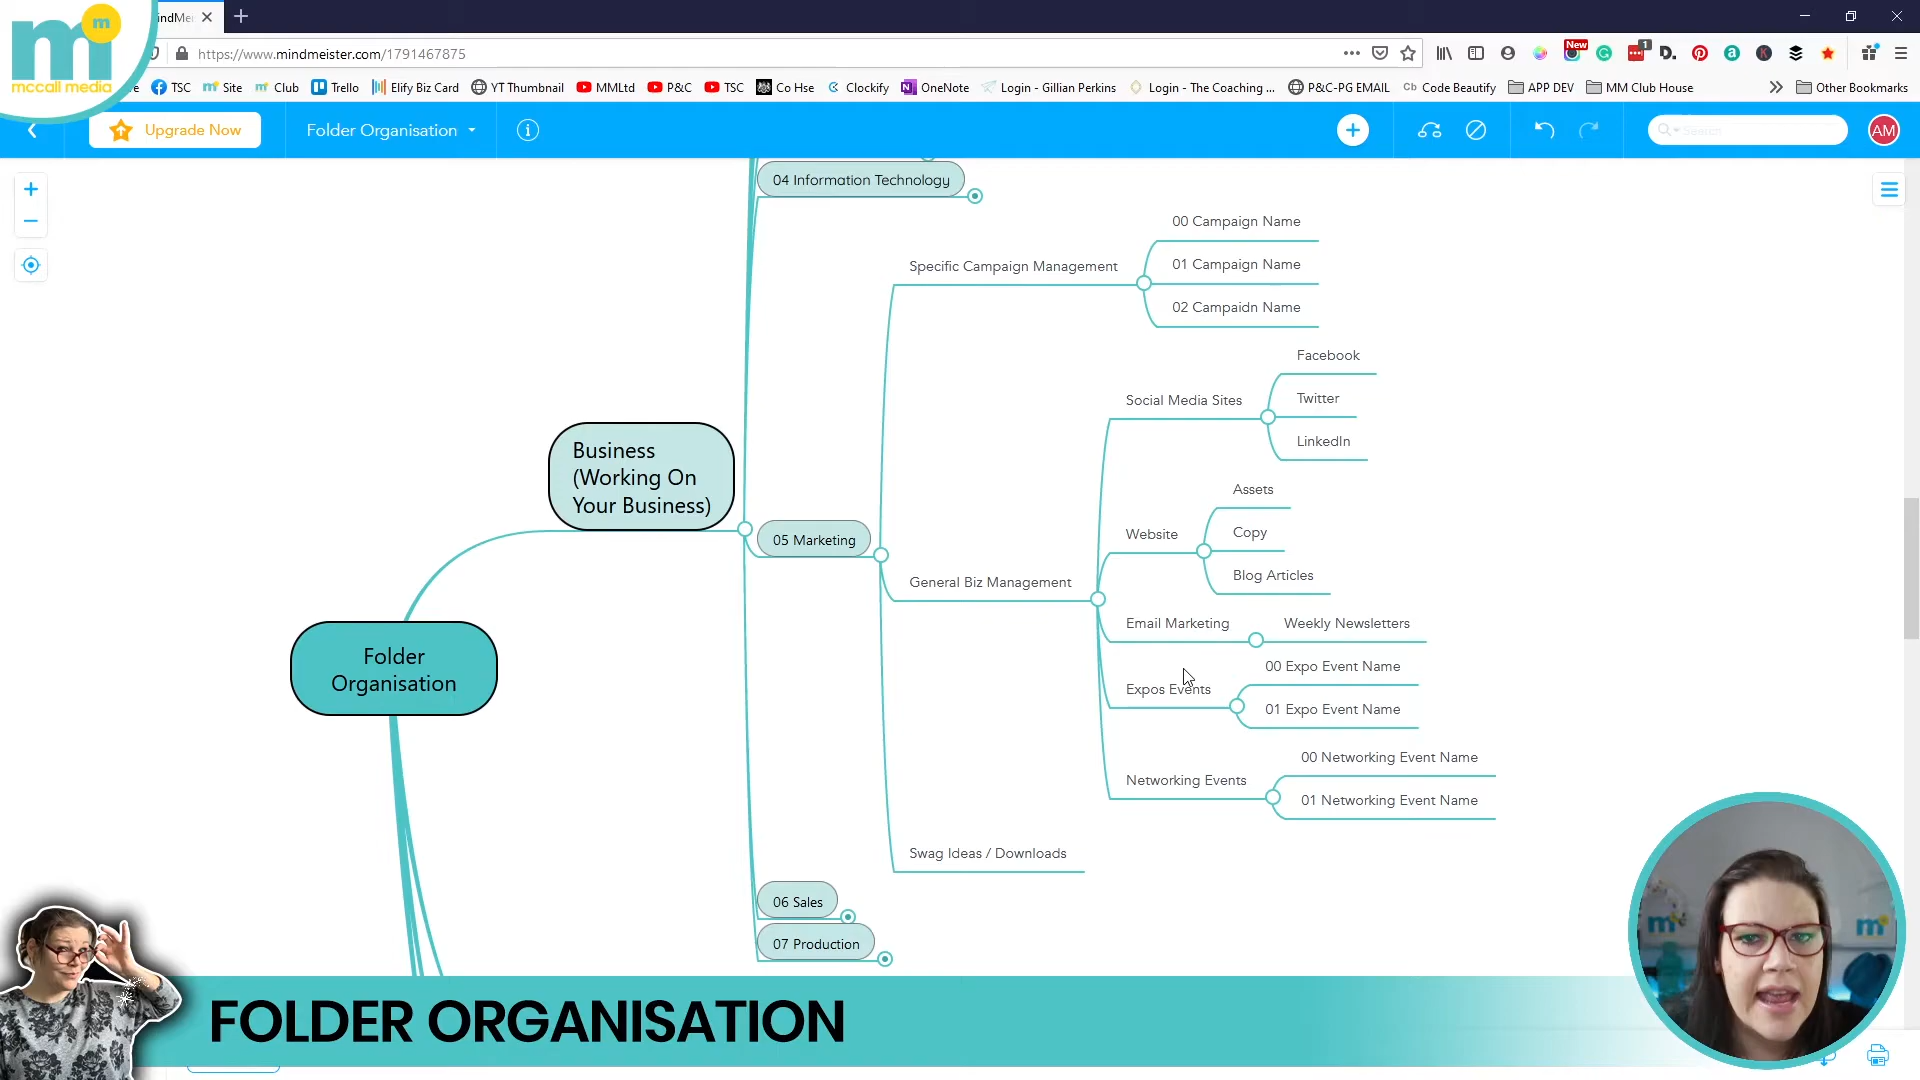 m
m
mccall media
indMei
https://www.mindmeister.com/1791467875
New
1
TSC
Site
Club
Trello
Elify Biz Card
YT Thumbnail
MMLtd
P&C
TSC
Co Hse
Clockify
OneNote
Login - Gillian Perkins
Login - The Coaching ...
P&C-PG EMAIL
Code Beautify
APP DEV
MM Club House
Other Bookmarks
Upgrade Now
Folder Organisation
Search
AM
04 Information Technology
00 Campaign Name
Specific Campaign Management
01 Campaign Name
02 Campaidn Name
Facebook
Social Media Sites
Twitter
LinkedIn
Business
(Working On
Your Business)
Assets
Website
Copy
05 Marketing
Blog Articles
General Biz Management
Email Marketing
Weekly Newsletters
Folder
Organisation
00 Expo Event Name
Expos Events
01 Expo Event Name
00 Networking Event Name
Networking Events
01 Networking Event Name
Swag Ideas / Downloads
06 Sales
07 Production
FOLDER ORGANISATION